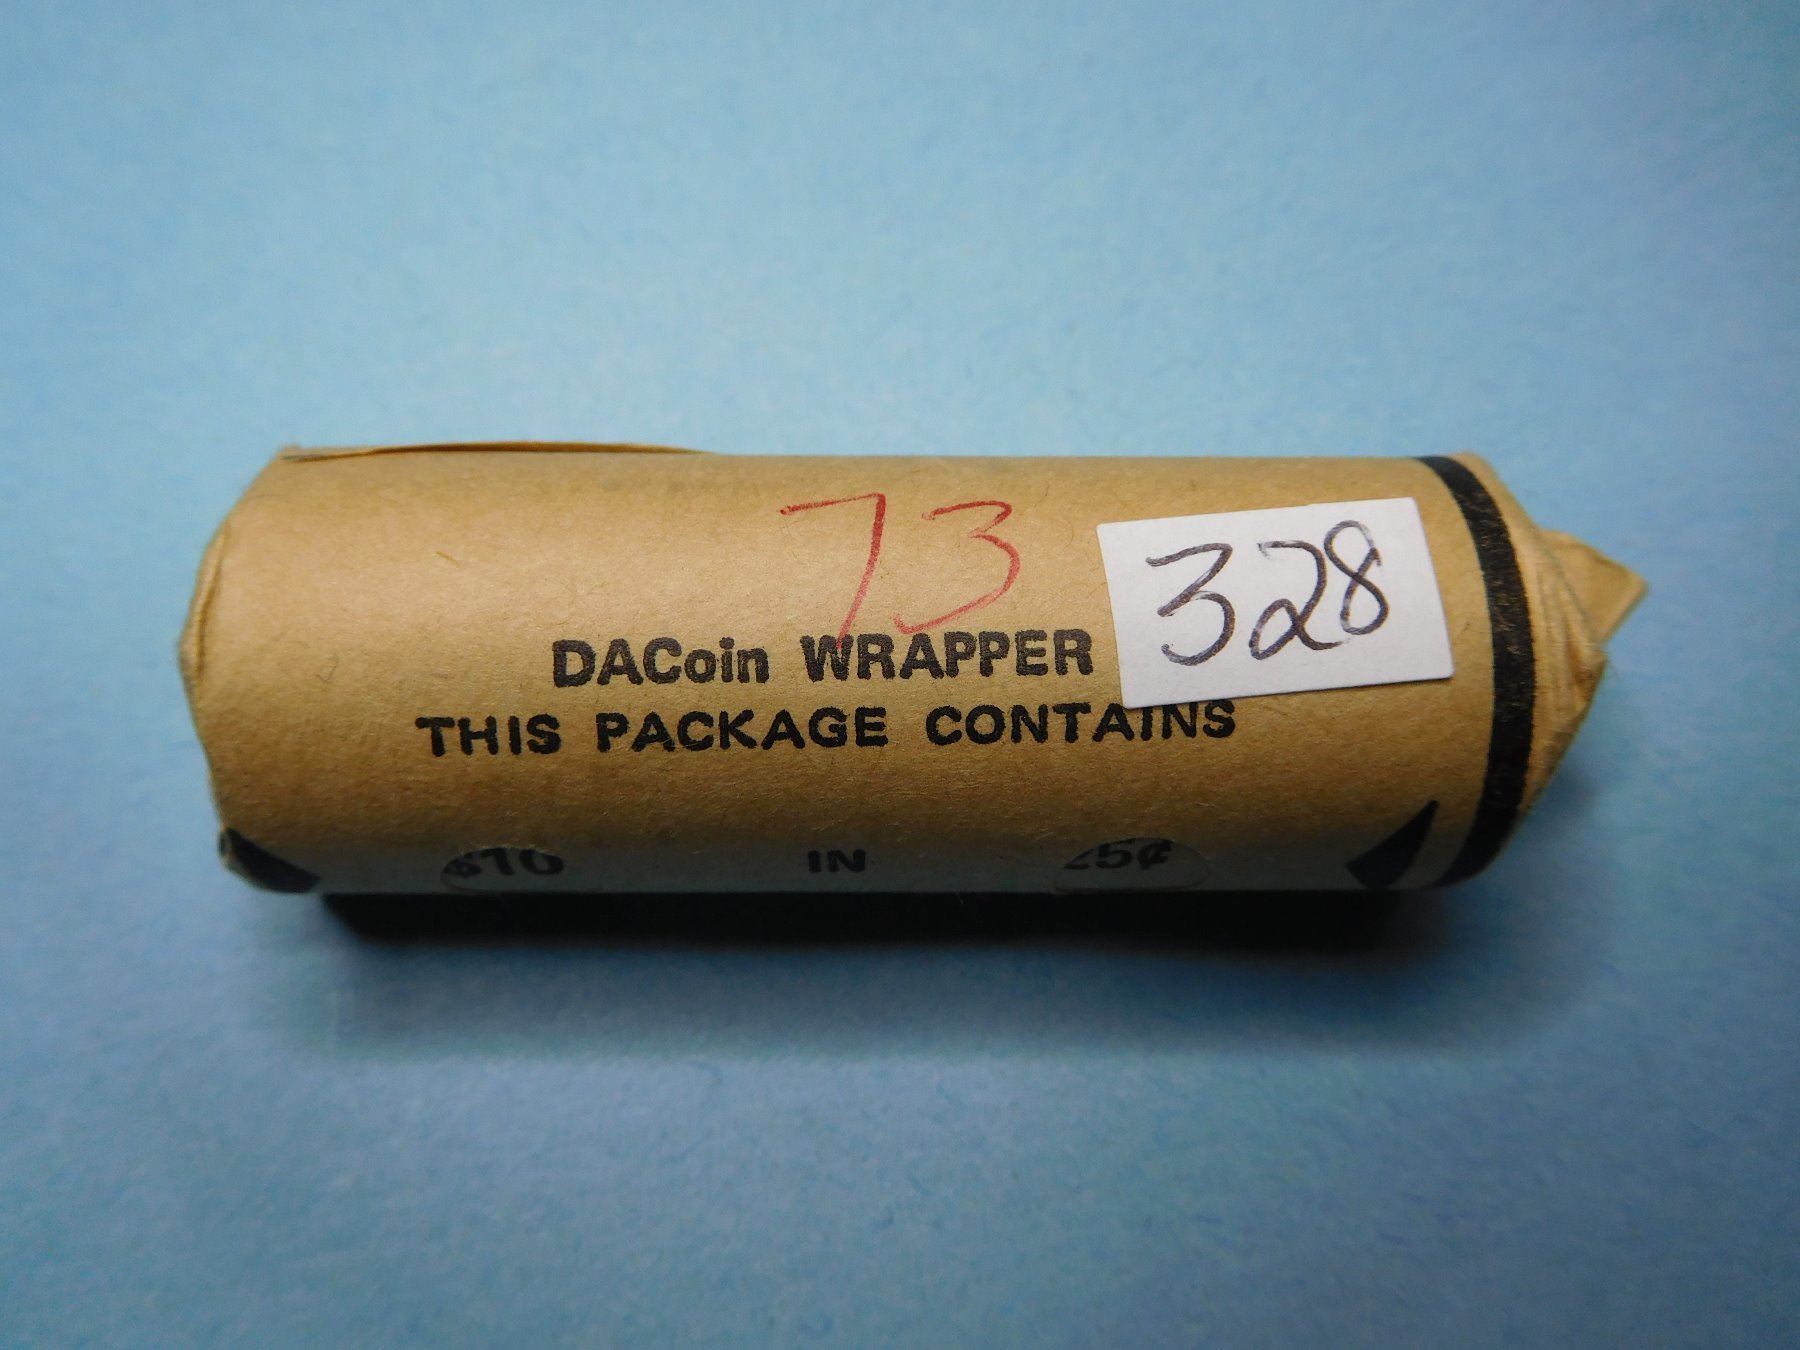 73
328
DACoin WRAPPER
THIS PACKAGE CONTAINS
$10 IN 25¢